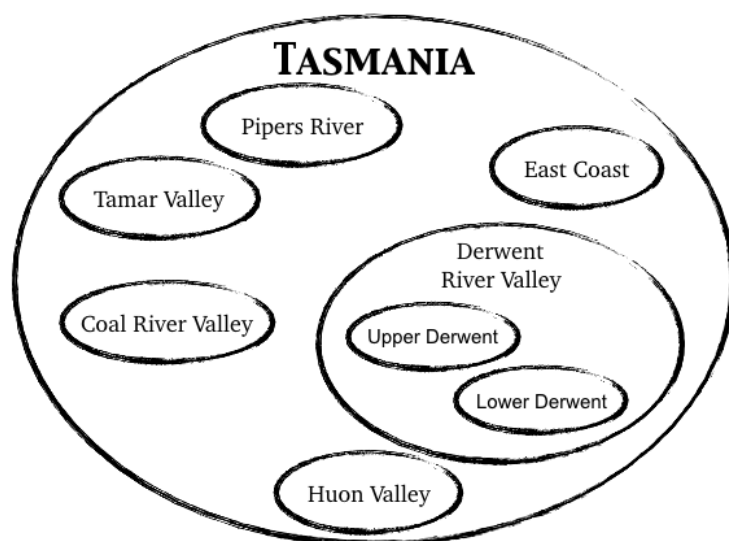 TASMANIA
Pipers River
East Coast
Tamar Valley
Derwent
River Valley
Coal River Valley
Upper Derwent
Lower Derwent
Huon Valley